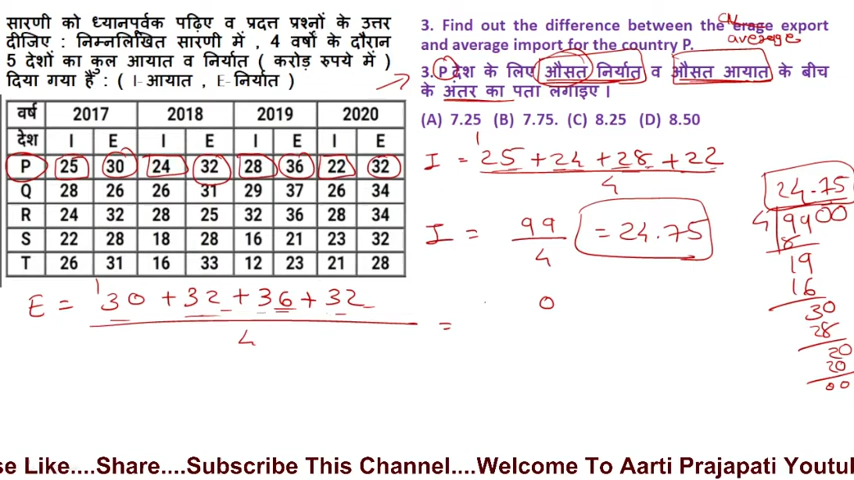 सारणी को ध्यानपूर्वक पढ़िए व प्रदत्त प्रश्नों के उत्तर
दीजिए : निम्नलिखित सारणी में , 4 वर्षों के दौरान
5 देशों का कुल आयात व निर्यात ( करोड़ रुपये में )
दिया गया है : ( I- आयात , E-निर्यात )
वर्ष 2017 2018 2019 2020
देश I E I E I E I E
P 25 30 24 32 28 36 22 32
Q 28 26 26 31 29 37 26 34
R 24 32 28 25 32 36 28 34
S 22 28 18 28 16 21 23 32
T 26 31 16 33 12 23 21 28
3. Find out the difference between the erage export
average
and average import for the country P.
3. P देश के लिए औसत निर्यात व औसत आयात के बीच
के अंतर का पता लगाइए ।
(A) 7.25 (B) 7.75. (C) 8.25 (D) 8.50
1
I = 25 + 24 + 28 + 22
4
I = 99 = 24.75
4
24.75
4 9900
8
19
16
30
28
20
20
00
1
E = 30 + 32 + 36 + 32 =
4
0
se Like....Share....Subscribe This Channel....Welcome To Aarti Prajapati Youtul